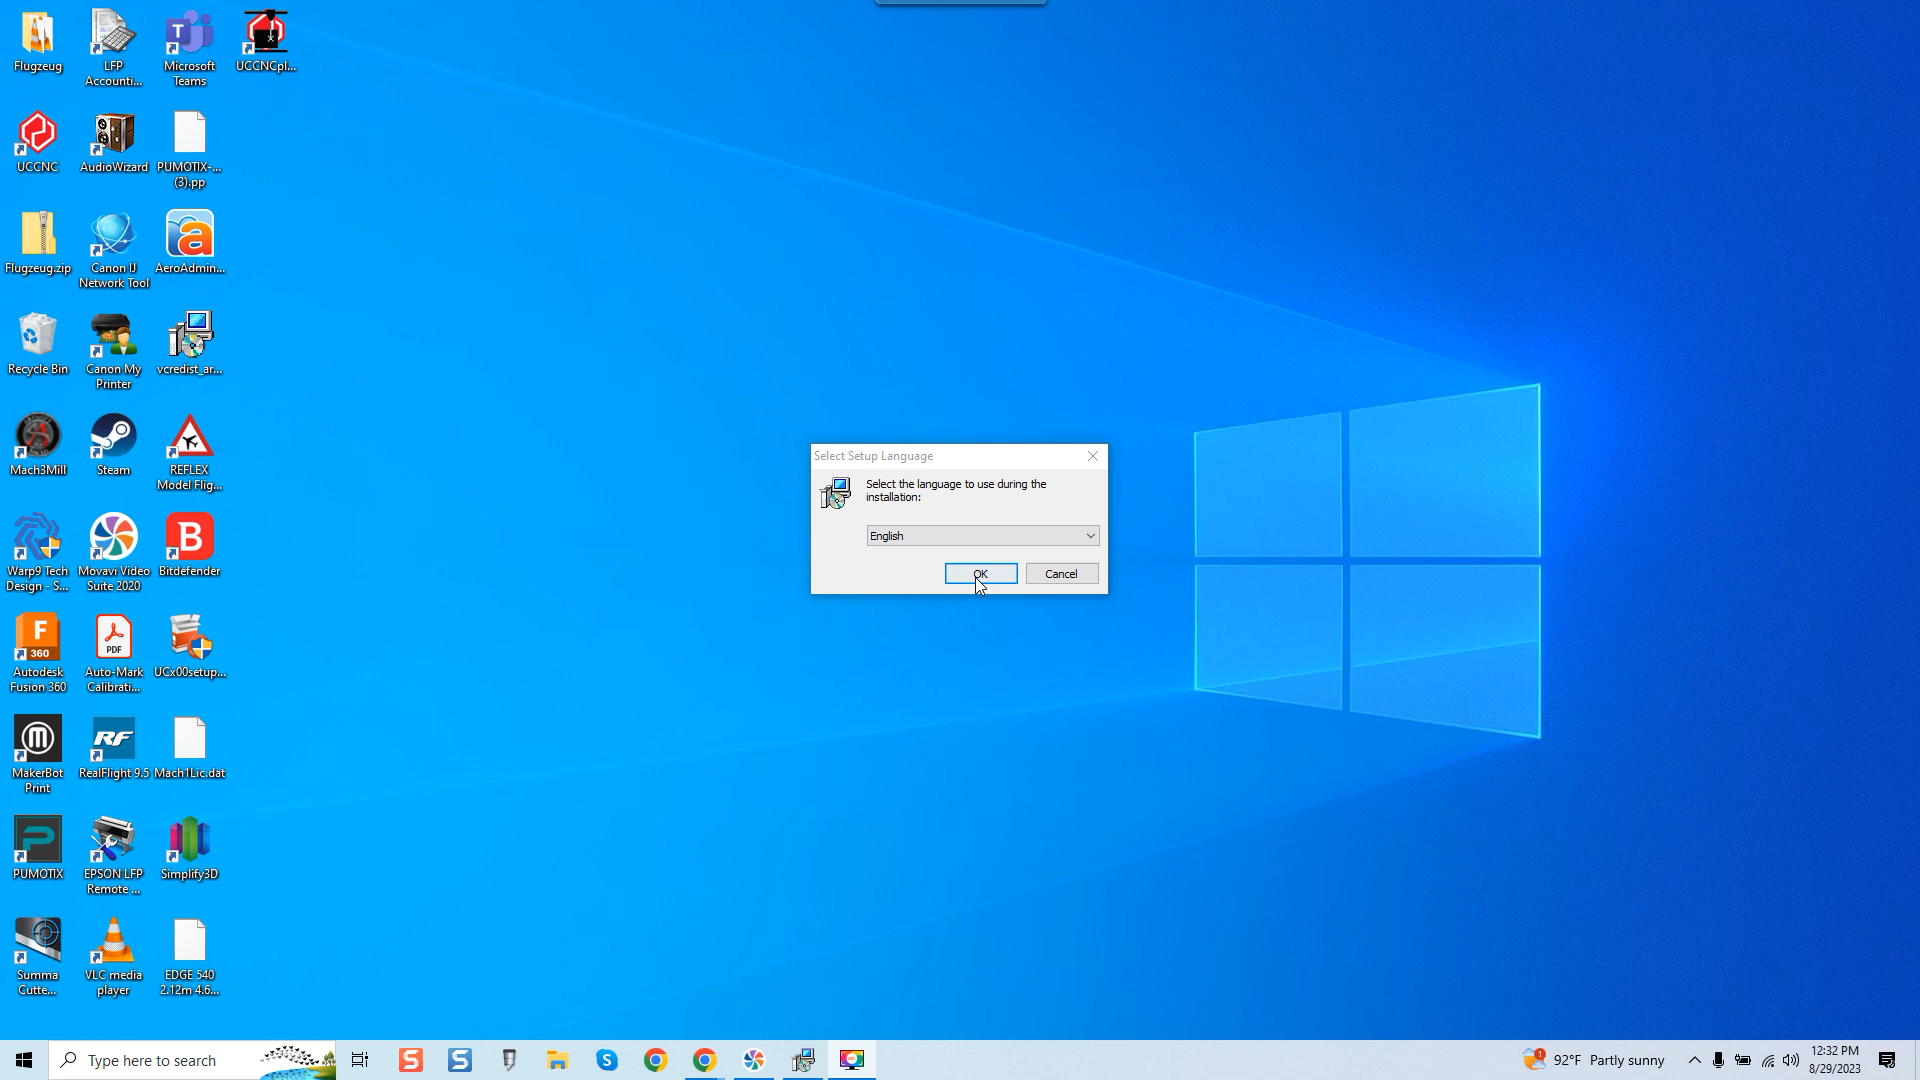 Flugzeug
LFP
Accounti...
Microsoft
Teams
UCCNCpl...
UCCNC
AudioWizard
PUMOTIX-...
(3).pp
Flugzeug.zip
Canon IJ
Network Tool
AeroAdmin...
Recycle Bin
Canon My
Printer
vcredist_ar...
Mach3Mill
Steam
REFLEX
Model Flig...
Warp9 Tech
Design - S...
Movavi Video
Suite 2020
B
Bitdefender
F
360
Autodesk
Fusion 360
PDF
Auto-Mark
Calibrati...
UCx00setup...
MakerBot
Print
RF
RealFlight 9.5
Mach1Lic.dat
PUMOTIX
EPSON LFP
Remote ...
Simplify3D
Summa
Cutte...
VLC media
player
EDGE 540
2.12m 4.6...
Select Setup Language
Select the language to use during the
installation:
English
OK
Cancel
Type here to search
S
S
S
1
92°F Partly sunny
12:32 PM
8/29/2023